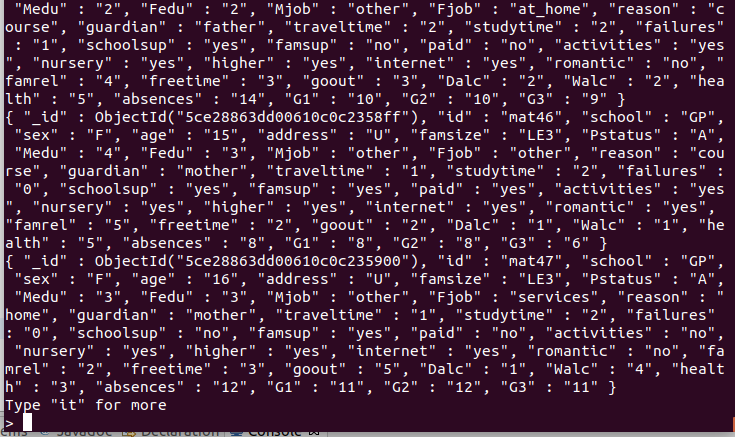 "Medu" : "2", "Fedu" : "2", "Mjob" : "other", "Fjob" : "at_home", "reason" : "c
ourse", "guardian" : "father", "traveltime" : "2", "studytime" : "2", "failures"
 : "1", "schoolsup" : "yes", "famsup" : "no", "paid" : "no", "activities" : "yes
", "nursery" : "yes", "higher" : "yes", "internet" : "yes", "romantic" : "no", "
famrel" : "4", "freetime" : "3", "goout" : "3", "Dalc" : "2", "Walc" : "2", "hea
lth" : "5", "absences" : "14", "G1" : "10", "G2" : "10", "G3" : "9" }
{ "_id" : ObjectId("5ce28863dd00610c0c2358ff"), "id" : "mat46", "school" : "GP",
 "sex" : "F", "age" : "15", "address" : "U", "famsize" : "LE3", "Pstatus" : "A",
 "Medu" : "4", "Fedu" : "3", "Mjob" : "other", "Fjob" : "other", "reason" : "cou
rse", "guardian" : "mother", "traveltime" : "1", "studytime" : "2", "failures" :
 "0", "schoolsup" : "yes", "famsup" : "yes", "paid" : "yes", "activities" : "yes
", "nursery" : "yes", "higher" : "yes", "internet" : "yes", "romantic" : "yes",
"famrel" : "5", "freetime" : "2", "goout" : "2", "Dalc" : "1", "Walc" : "1", "he
alth" : "5", "absences" : "8", "G1" : "8", "G2" : "8", "G3" : "6" }
{ "_id" : ObjectId("5ce28863dd00610c0c235900"), "id" : "mat47", "school" : "GP",
 "sex" : "F", "age" : "16", "address" : "U", "famsize" : "LE3", "Pstatus" : "A",
 "Medu" : "3", "Fedu" : "3", "Mjob" : "other", "Fjob" : "services", "reason" : "
home", "guardian" : "mother", "traveltime" : "1", "studytime" : "2", "failures"
: "0", "schoolsup" : "no", "famsup" : "yes", "paid" : "no", "activities" : "no",
 "nursery" : "yes", "higher" : "yes", "internet" : "yes", "romantic" : "no", "fa
mrel" : "2", "freetime" : "3", "goout" : "5", "Dalc" : "1", "Walc" : "4", "healt
h" : "3", "absences" : "12", "G1" : "11", "G2" : "12", "G3" : "11" }
Type "it" for more
>
Javadoc Declaration Console